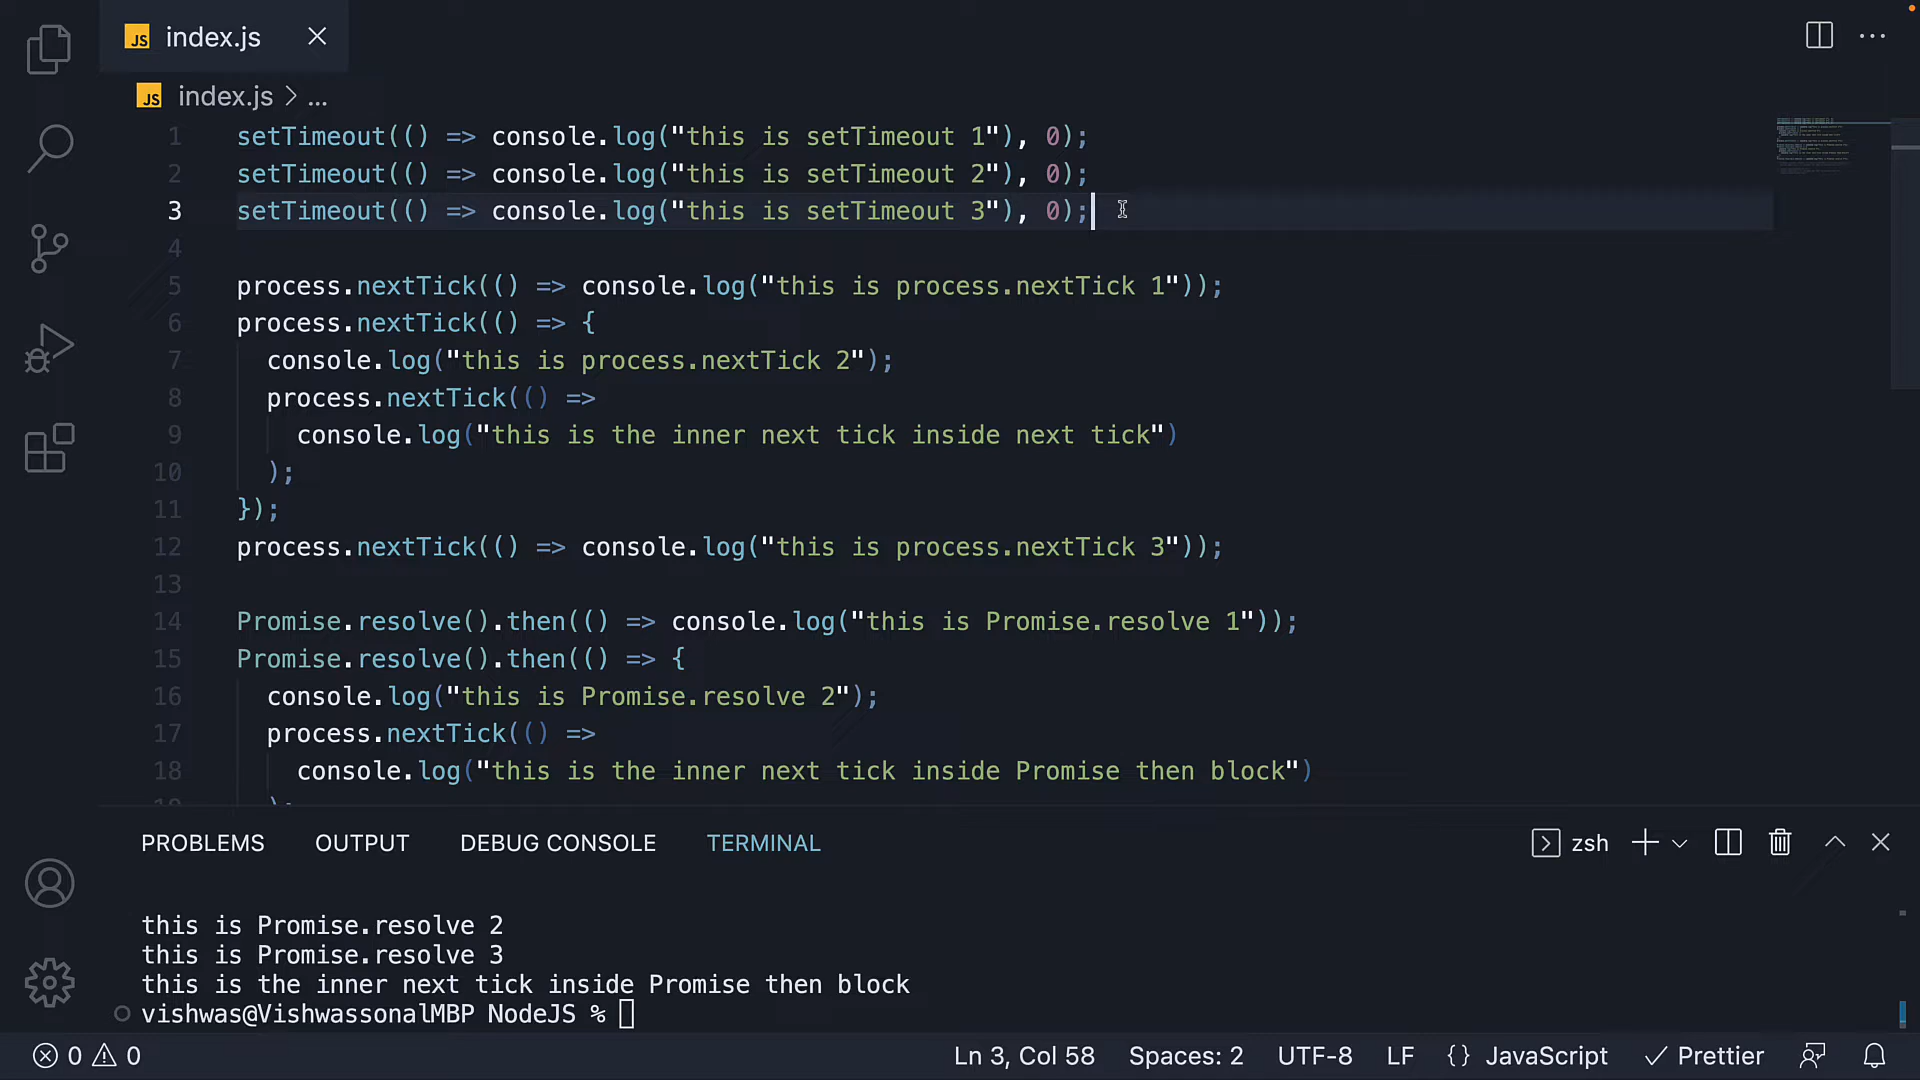 JS index.js
JS index.js > ...
1 setTimeout(() => console.log("this is setTimeout 1"), 0);
2 setTimeout(() => console.log("this is setTimeout 2"), 0);
3 setTimeout(() => console.log("this is setTimeout 3"), 0);
4
5 process.nextTick(() => console.log("this is process.nextTick 1"));
6 process.nextTick(() => {
7   console.log("this is process.nextTick 2");
8   process.nextTick(() =>
9     console.log("this is the inner next tick inside next tick")
10   );
11 });
12 process.nextTick(() => console.log("this is process.nextTick 3"));
13
14 Promise.resolve().then(() => console.log("this is Promise.resolve 1"));
15 Promise.resolve().then(() => {
16   console.log("this is Promise.resolve 2");
17   process.nextTick(() =>
18     console.log("this is the inner next tick inside Promise then block")
PROBLEMS OUTPUT DEBUG CONSOLE TERMINAL zsh
this is Promise.resolve 2
this is Promise.resolve 3
this is the inner next tick inside Promise then block
vishwas@VishwassonalMBP NodeJS %
0 0 Ln 3, Col 58 Spaces: 2 UTF-8 LF {} JavaScript Prettier